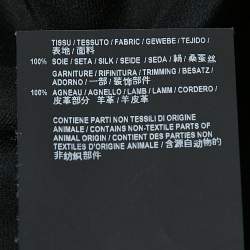 TISSU / TESSUTO / FABRIC / GEWEBE / TEJIDO /
表地 / 面料
100% SOIE / SETA / SILK / SEIDE / SEDA / 絹 / 桑蚕丝
GARNITURE / RIFINITURA / TRIMMING / BESATZ /
ADORNO / 一部 / 装饰部分
100% AGNEAU / AGNELLO / LAMB / LAMM / CORDERO /
皮革部分 羊革 / 羊皮革
CONTIENE PARTI NON TESSILI DI ORIGINE
ANIMALE / CONTAINS NON-TEXTILE PARTS OF
ANIMAL ORIGIN / CONTIENT DES PARTIES NON
TEXTILES D'ORIGINE ANIMALE / 含源自动物的
非纺织部件